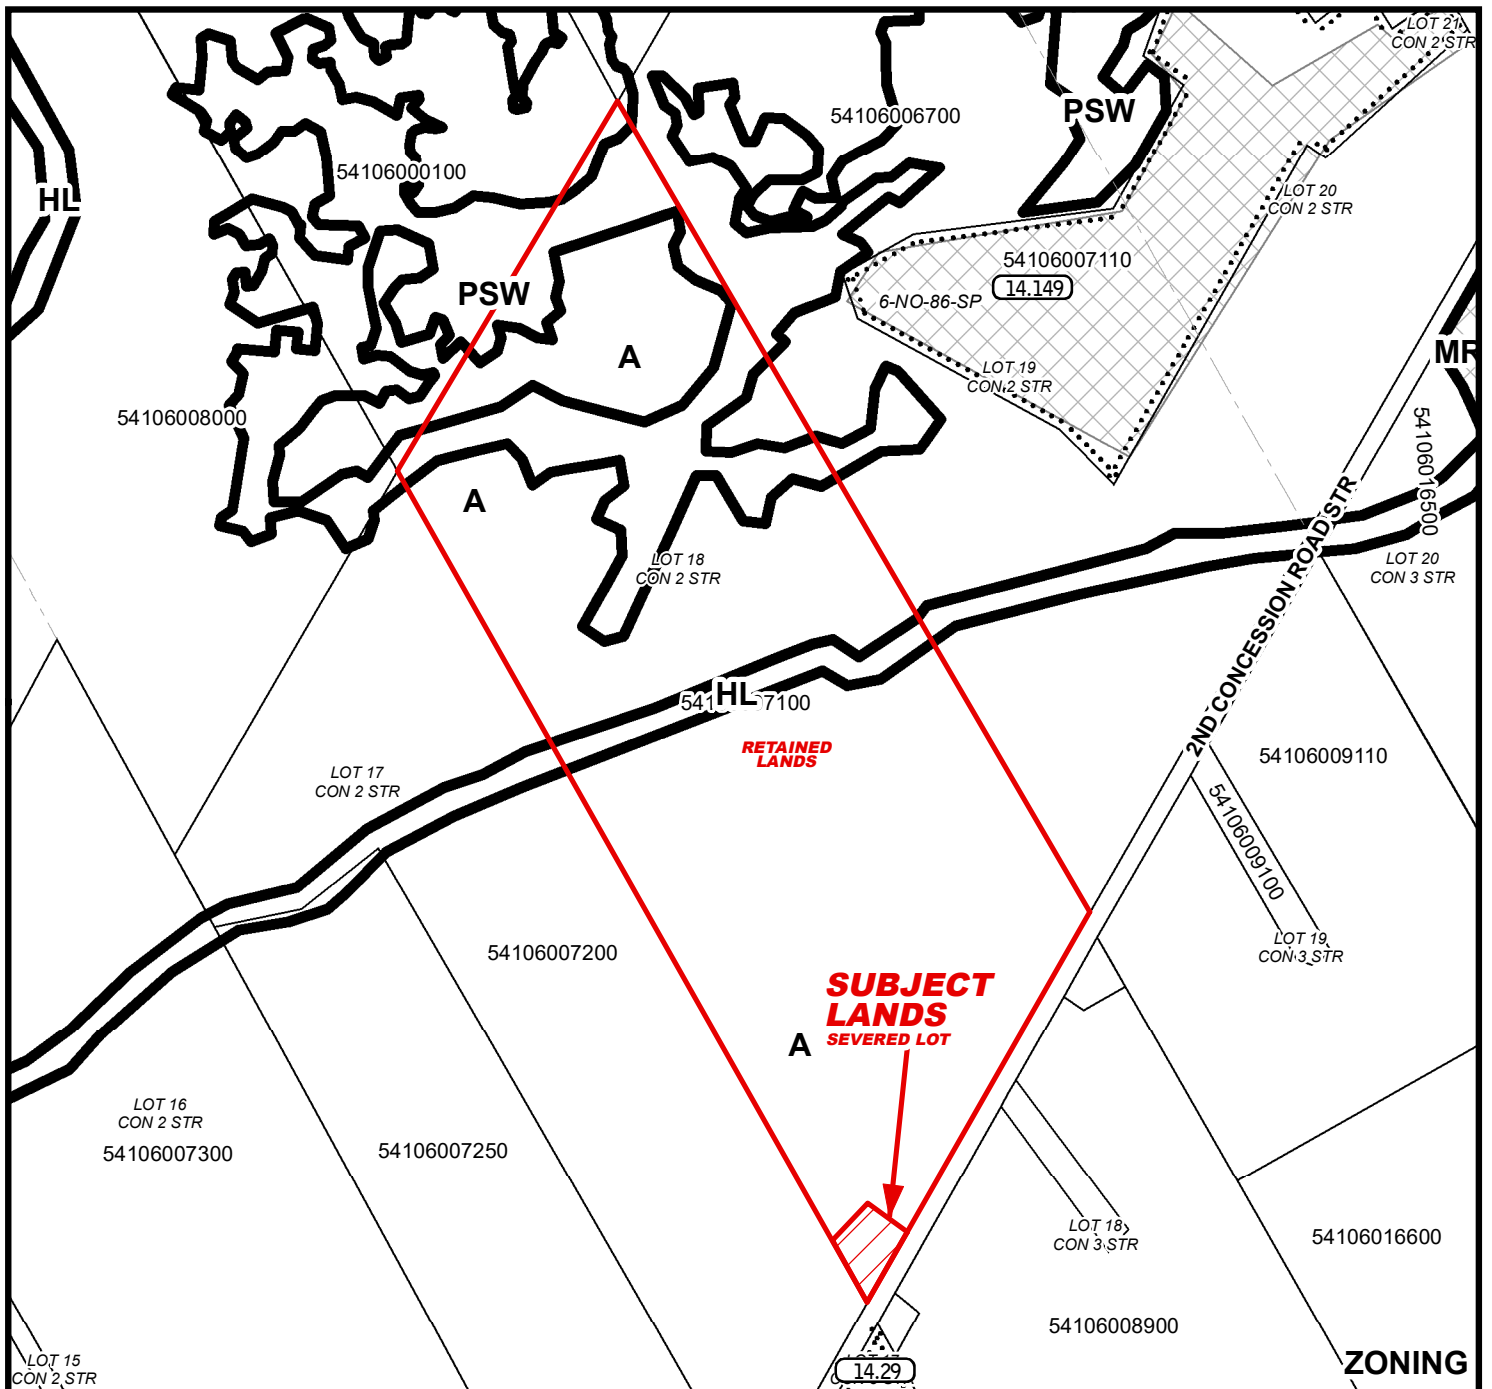 LOT 21
CON 2 STR
PSW
54106006700
54106000100
HL
LOT 20
CON 2 STR
54106007110
14.149
6-NO-86-SP
PSW
A
MR
LOT 19
CON 2 STR
54106008000
54106016500
A
LOT 18
CON 2 STR
LOT 20
CON 3 STR
2ND CONCESSION ROAD STR
HL
RETAINED
LANDS
54106009110
LOT 17
CON 2 STR
54106009100
54106007200
LOT 19
CON 3 STR
SUBJECT
LANDS
SEVERED LOT
A
LOT 16
CON 2 STR
54106007300
54106007250
LOT 18
CON 3 STR
54106016600
54106008900
LOT 15
CON 2 STR
14.29
ZONING